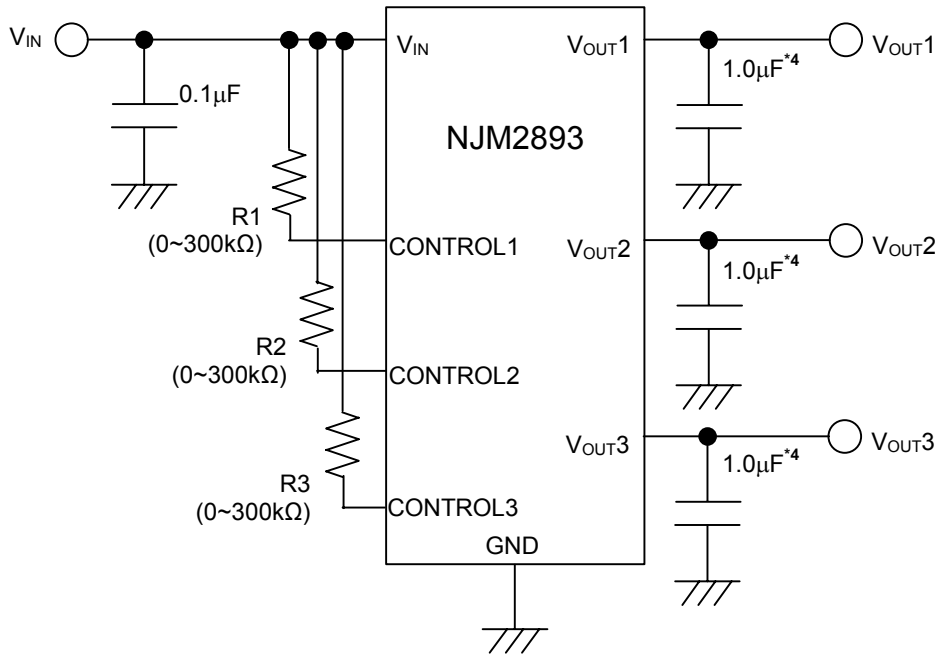 VIN
VIN
VOUT1
VOUT1
0.1μF
1.0μF*4
NJM2893
R1
(0~300kΩ)
CONTROL1
VOUT2
VOUT2
1.0μF*4
R2
(0~300kΩ)
CONTROL2
VOUT3
VOUT3
1.0μF*4
R3
(0~300kΩ)
CONTROL3
GND